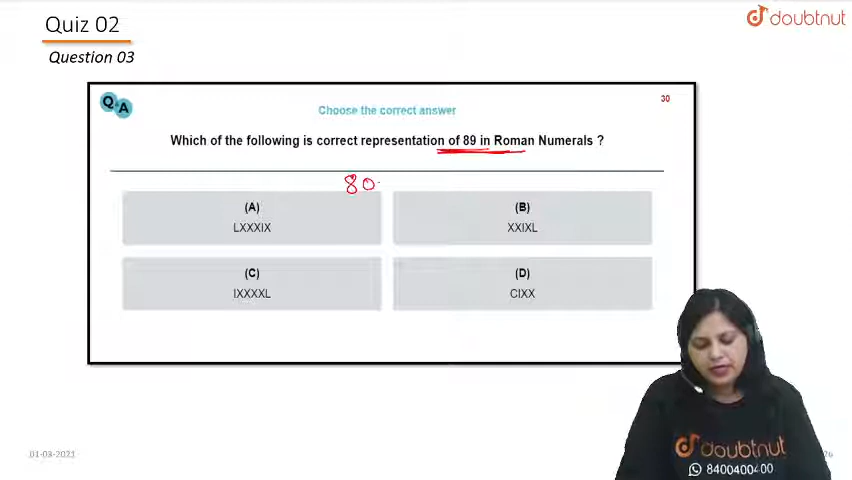 Quiz 02
doubtnut
Question 03
Q&A
Choose the correct answer
30
Which of the following is correct representation of 89 in Roman Numerals ?
80
(A)
LXXXIX
(B)
XXIXL
(C)
IXXXXL
(D)
CIXX
doubtnut
8400400400
01-03-2021
26